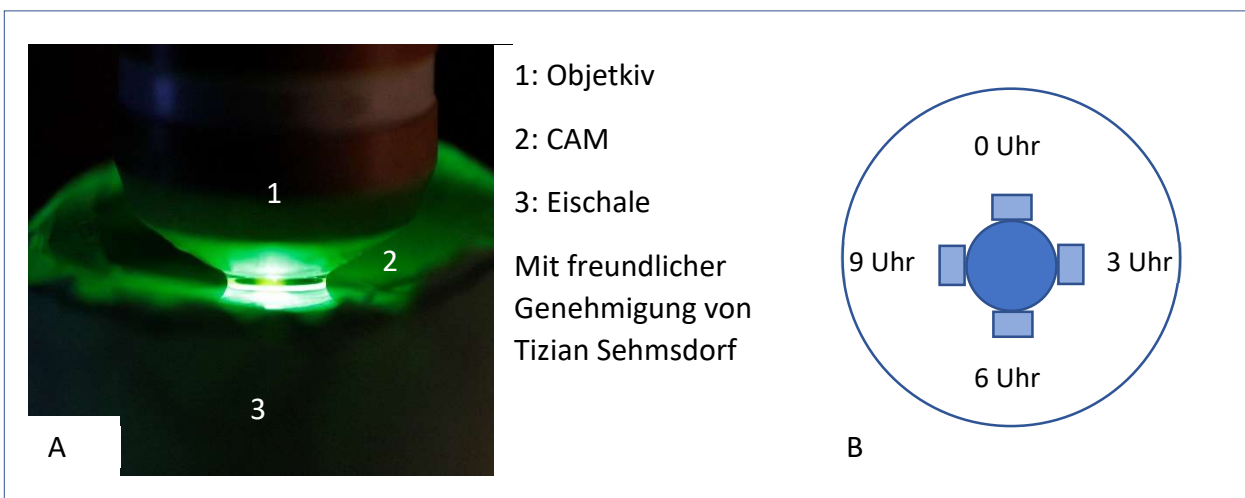 1
2
3
A
1: Objetkiv
2: CAM
3: Eischale
Mit freundlicher
Genehmigung von
Tizian Sehmsdorf
0 Uhr
9 Uhr
3 Uhr
6 Uhr
B